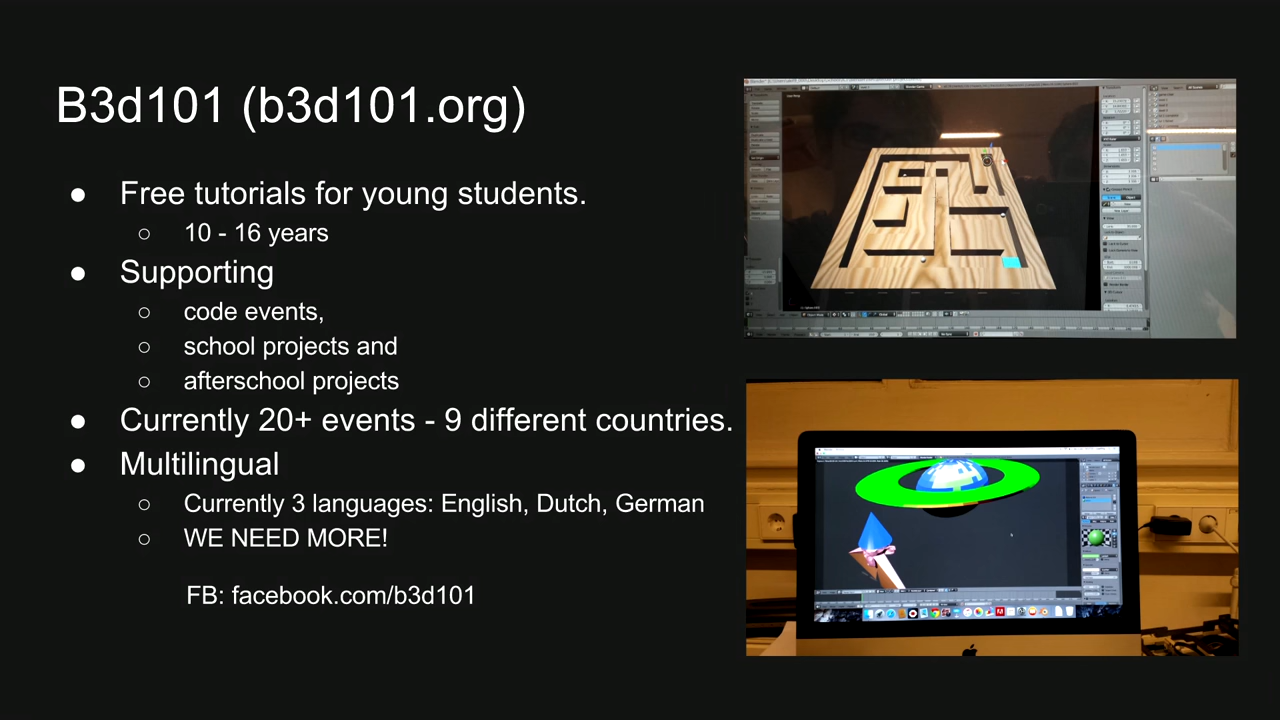 B3d101 (b3d101.org)
● Free tutorials for young students.
○ 10 - 16 years
● Supporting
○ code events,
○ school projects and
○ afterschool projects
● Currently 20+ events - 9 different countries.
● Multilingual
○ Currently 3 languages: English, Dutch, German
○ WE NEED MORE!
FB: facebook.com/b3d101